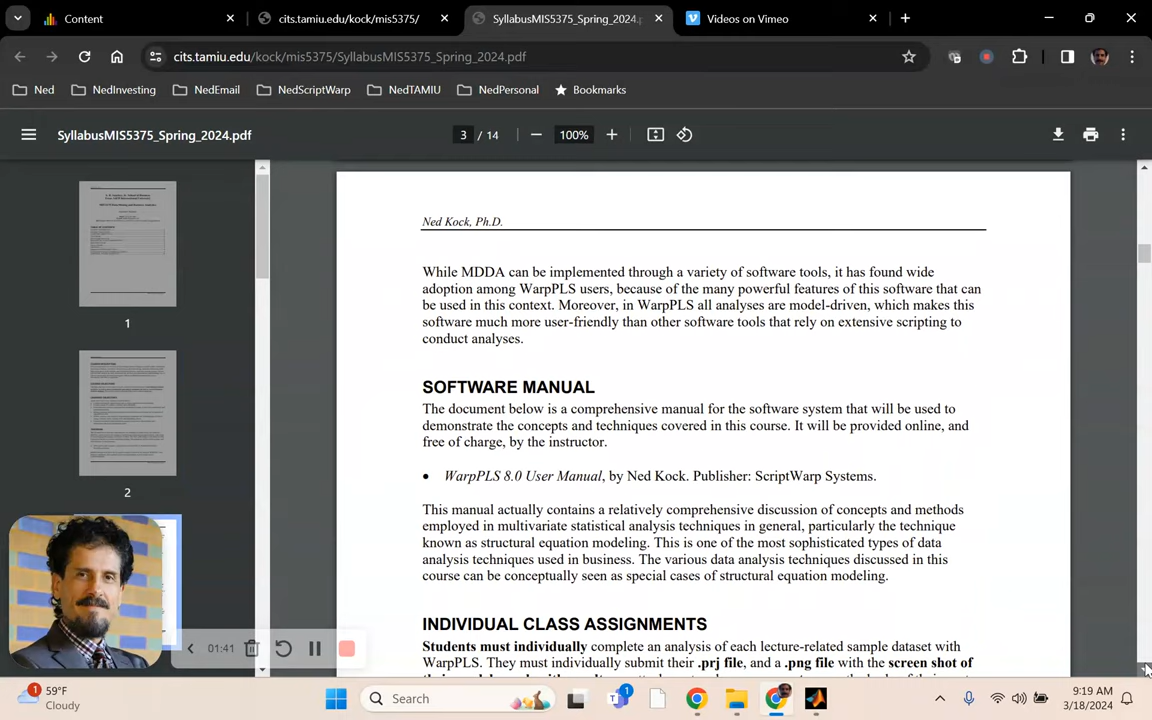 Content
cits.tamiu.edu/kock/mis5375/
SyllabusMIS5375_Spring_2024.
Videos on Vimeo
cits.tamiu.edu/kock/mis5375/SyllabusMIS5375_Spring_2024.pdf
Ned
NedInvesting
NedEmail
NedScriptWarp
NedTAMIU
NedPersonal
Bookmarks
SyllabusMIS5375_Spring_2024.pdf
3 / 14
100%
1
2
Ned Kock, Ph.D.
While MDDA can be implemented through a variety of software tools, it has found wide
adoption among WarpPLS users, because of the many powerful features of this software that can
be used in this context. Moreover, in WarpPLS all analyses are model-driven, which makes this
software much more user-friendly than other software tools that rely on extensive scripting to
conduct analyses.
SOFTWARE MANUAL
The document below is a comprehensive manual for the software system that will be used to
demonstrate the concepts and techniques covered in this course. It will be provided online, and
free of charge, by the instructor.
• WarpPLS 8.0 User Manual, by Ned Kock. Publisher: ScriptWarp Systems.
This manual actually contains a relatively comprehensive discussion of concepts and methods
employed in multivariate statistical analysis techniques in general, particularly the technique
known as structural equation modeling. This is one of the most sophisticated types of data
analysis techniques used in business. The various data analysis techniques discussed in this
course can be conceptually seen as special cases of structural equation modeling.
INDIVIDUAL CLASS ASSIGNMENTS
Students must individually complete an analysis of each lecture-related sample dataset with
WarpPLS. They must individually submit their .prj file, and a .png file with the screen shot of
01:41
1
59°F
Cloudy
Search
1
9:19 AM
3/18/2024